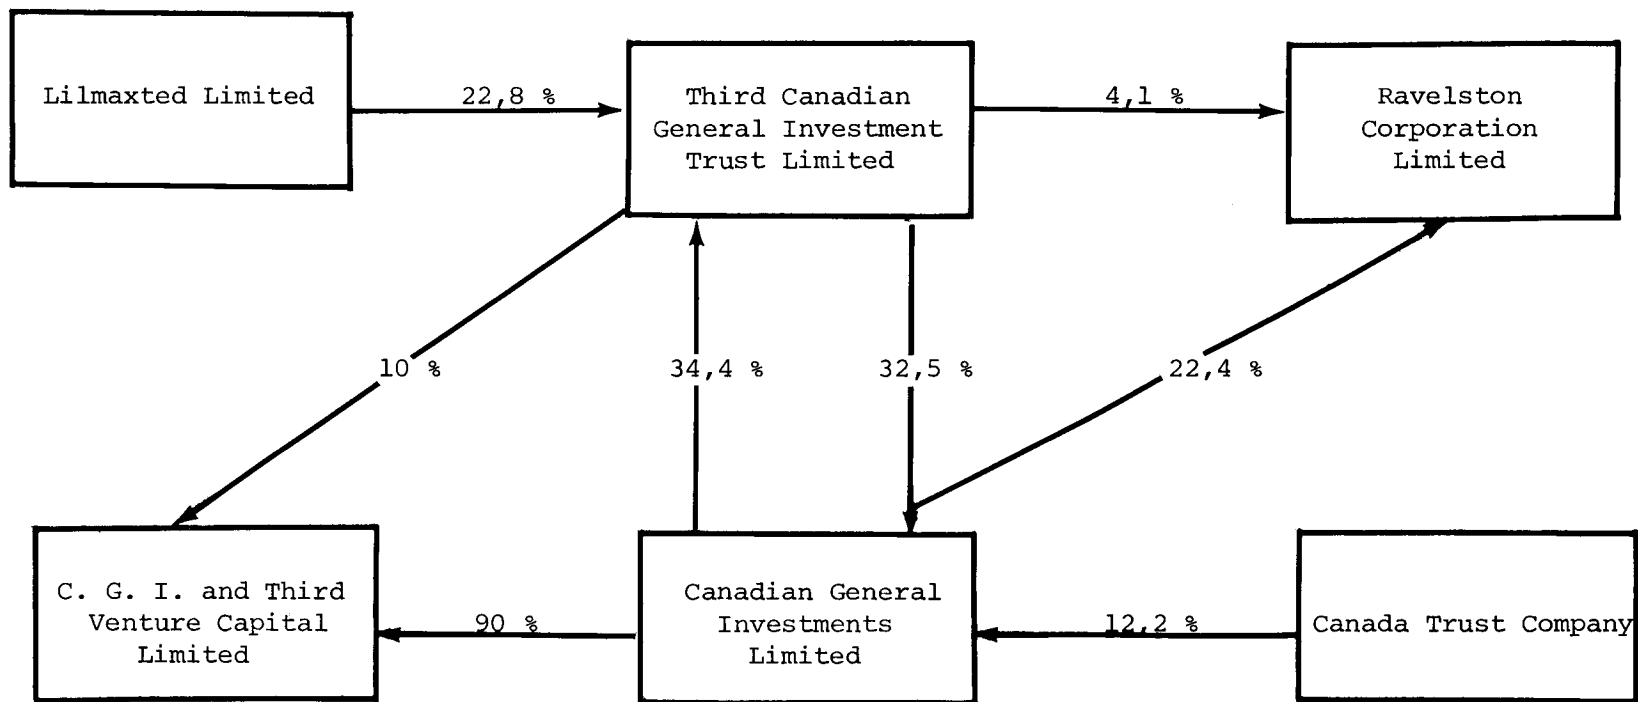 Lilmaxted Limited
22,8 %
Third Canadian
General Investment
Trust Limited
4,1 %
Ravelston
Corporation
Limited
10 %
34,4 %
32,5 %
22,4 %
C. G. I. and Third
Venture Capital
Limited
90 %
Canadian General
Investments
Limited
12,2 %
Canada Trust Company